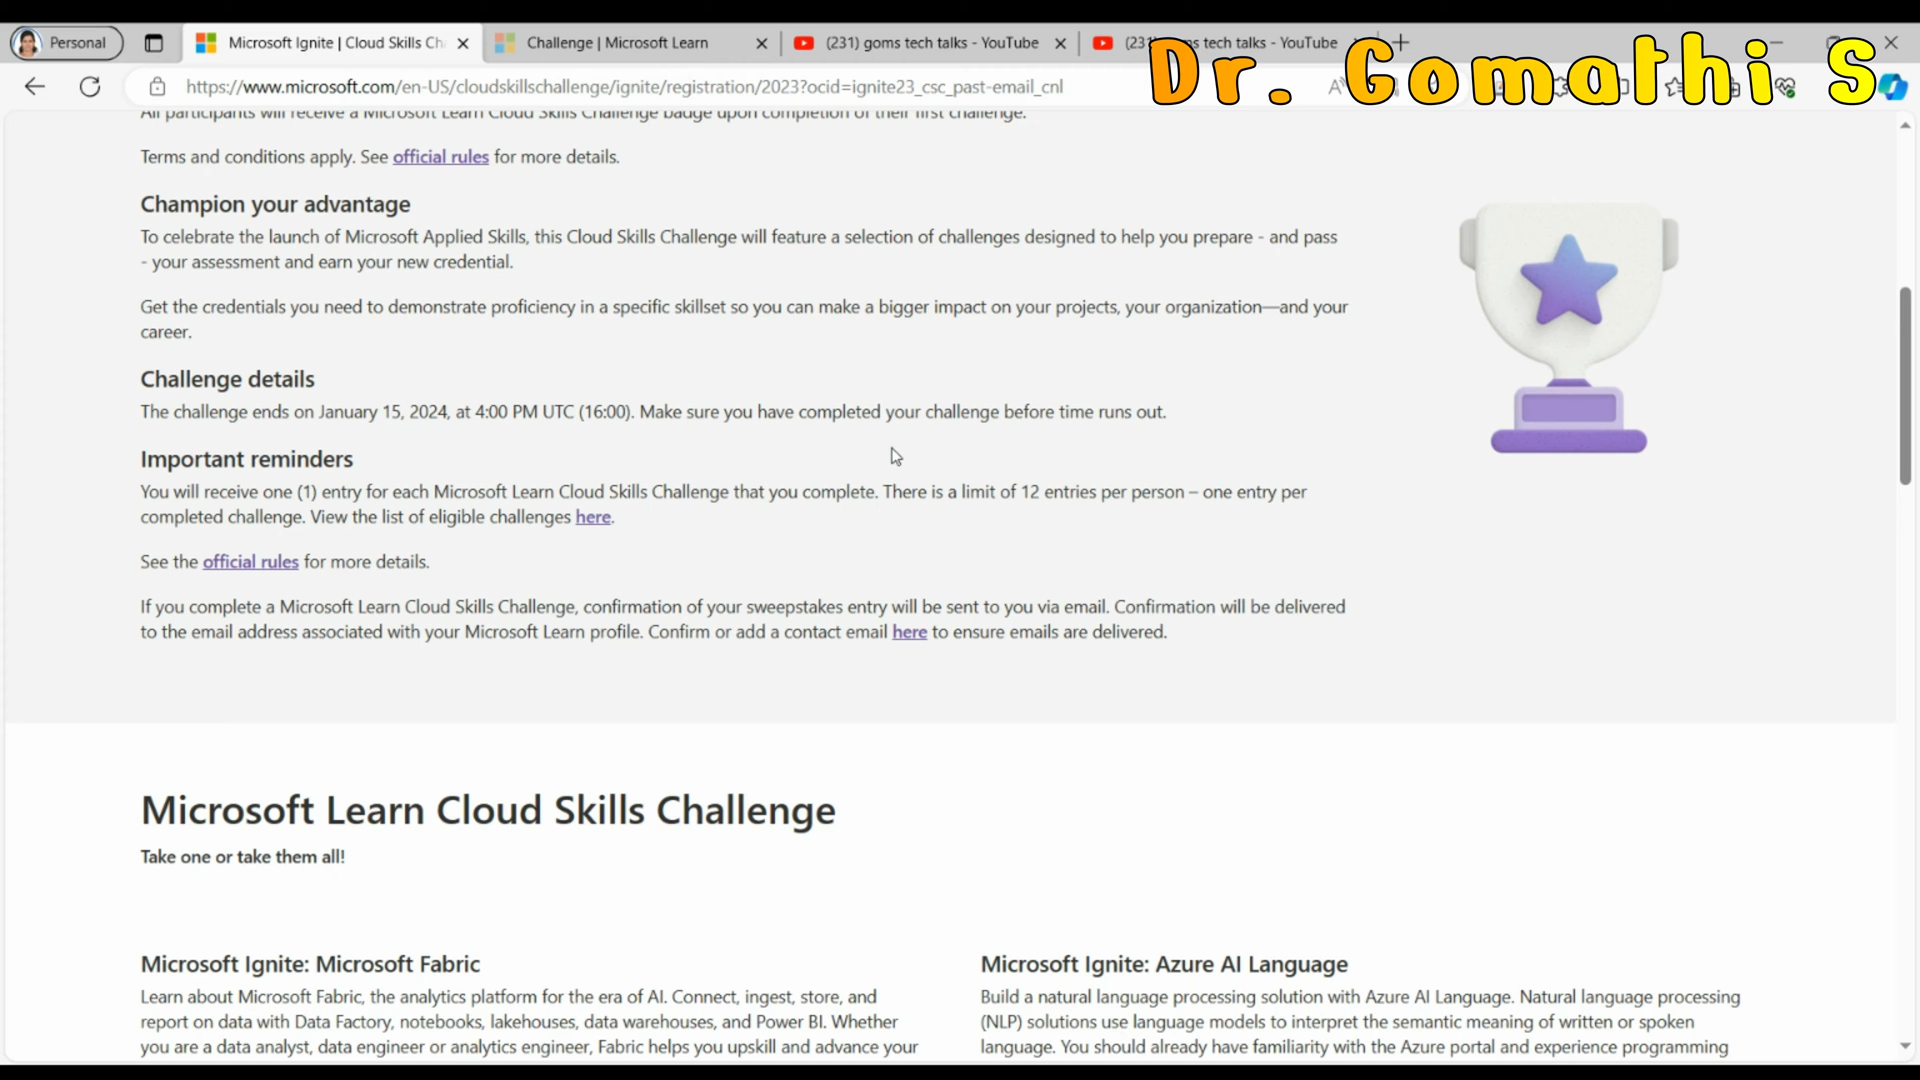 Personal
Microsoft Ignite | Cloud Skills Ch
Challenge | Microsoft Learn
(231) goms tech talks - YouTube
goms tech talks - YouTube
Dr. Gomathi S
https://www.microsoft.com/en-US/cloudskillschallenge/ignite/registration/2023?ocid=ignite23_csc_past-email_cnl
All participants will receive a Microsoft Learn Cloud Skills Challenge badge upon completion of their first challenge.
Terms and conditions apply. See official rules for more details.
Champion your advantage
To celebrate the launch of Microsoft Applied Skills, this Cloud Skills Challenge will feature a selection of challenges designed to help you prepare - and pass
- your assessment and earn your new credential.
Get the credentials you need to demonstrate proficiency in a specific skillset so you can make a bigger impact on your projects, your organization—and your
career.
Challenge details
The challenge ends on January 15, 2024, at 4:00 PM UTC (16:00). Make sure you have completed your challenge before time runs out.
Important reminders
You will receive one (1) entry for each Microsoft Learn Cloud Skills Challenge that you complete. There is a limit of 12 entries per person – one entry per
completed challenge. View the list of eligible challenges here.
See the official rules for more details.
If you complete a Microsoft Learn Cloud Skills Challenge, confirmation of your sweepstakes entry will be sent to you via email. Confirmation will be delivered
to the email address associated with your Microsoft Learn profile. Confirm or add a contact email here to ensure emails are delivered.
Microsoft Learn Cloud Skills Challenge
Take one or take them all!
Microsoft Ignite: Microsoft Fabric
Learn about Microsoft Fabric, the analytics platform for the era of AI. Connect, ingest, store, and
report on data with Data Factory, notebooks, lakehouses, data warehouses, and Power BI. Whether
you are a data analyst, data engineer or analytics engineer, Fabric helps you upskill and advance your
Microsoft Ignite: Azure AI Language
Build a natural language processing solution with Azure AI Language. Natural language processing
(NLP) solutions use language models to interpret the semantic meaning of written or spoken
language. You should already have familiarity with the Azure portal and experience programming